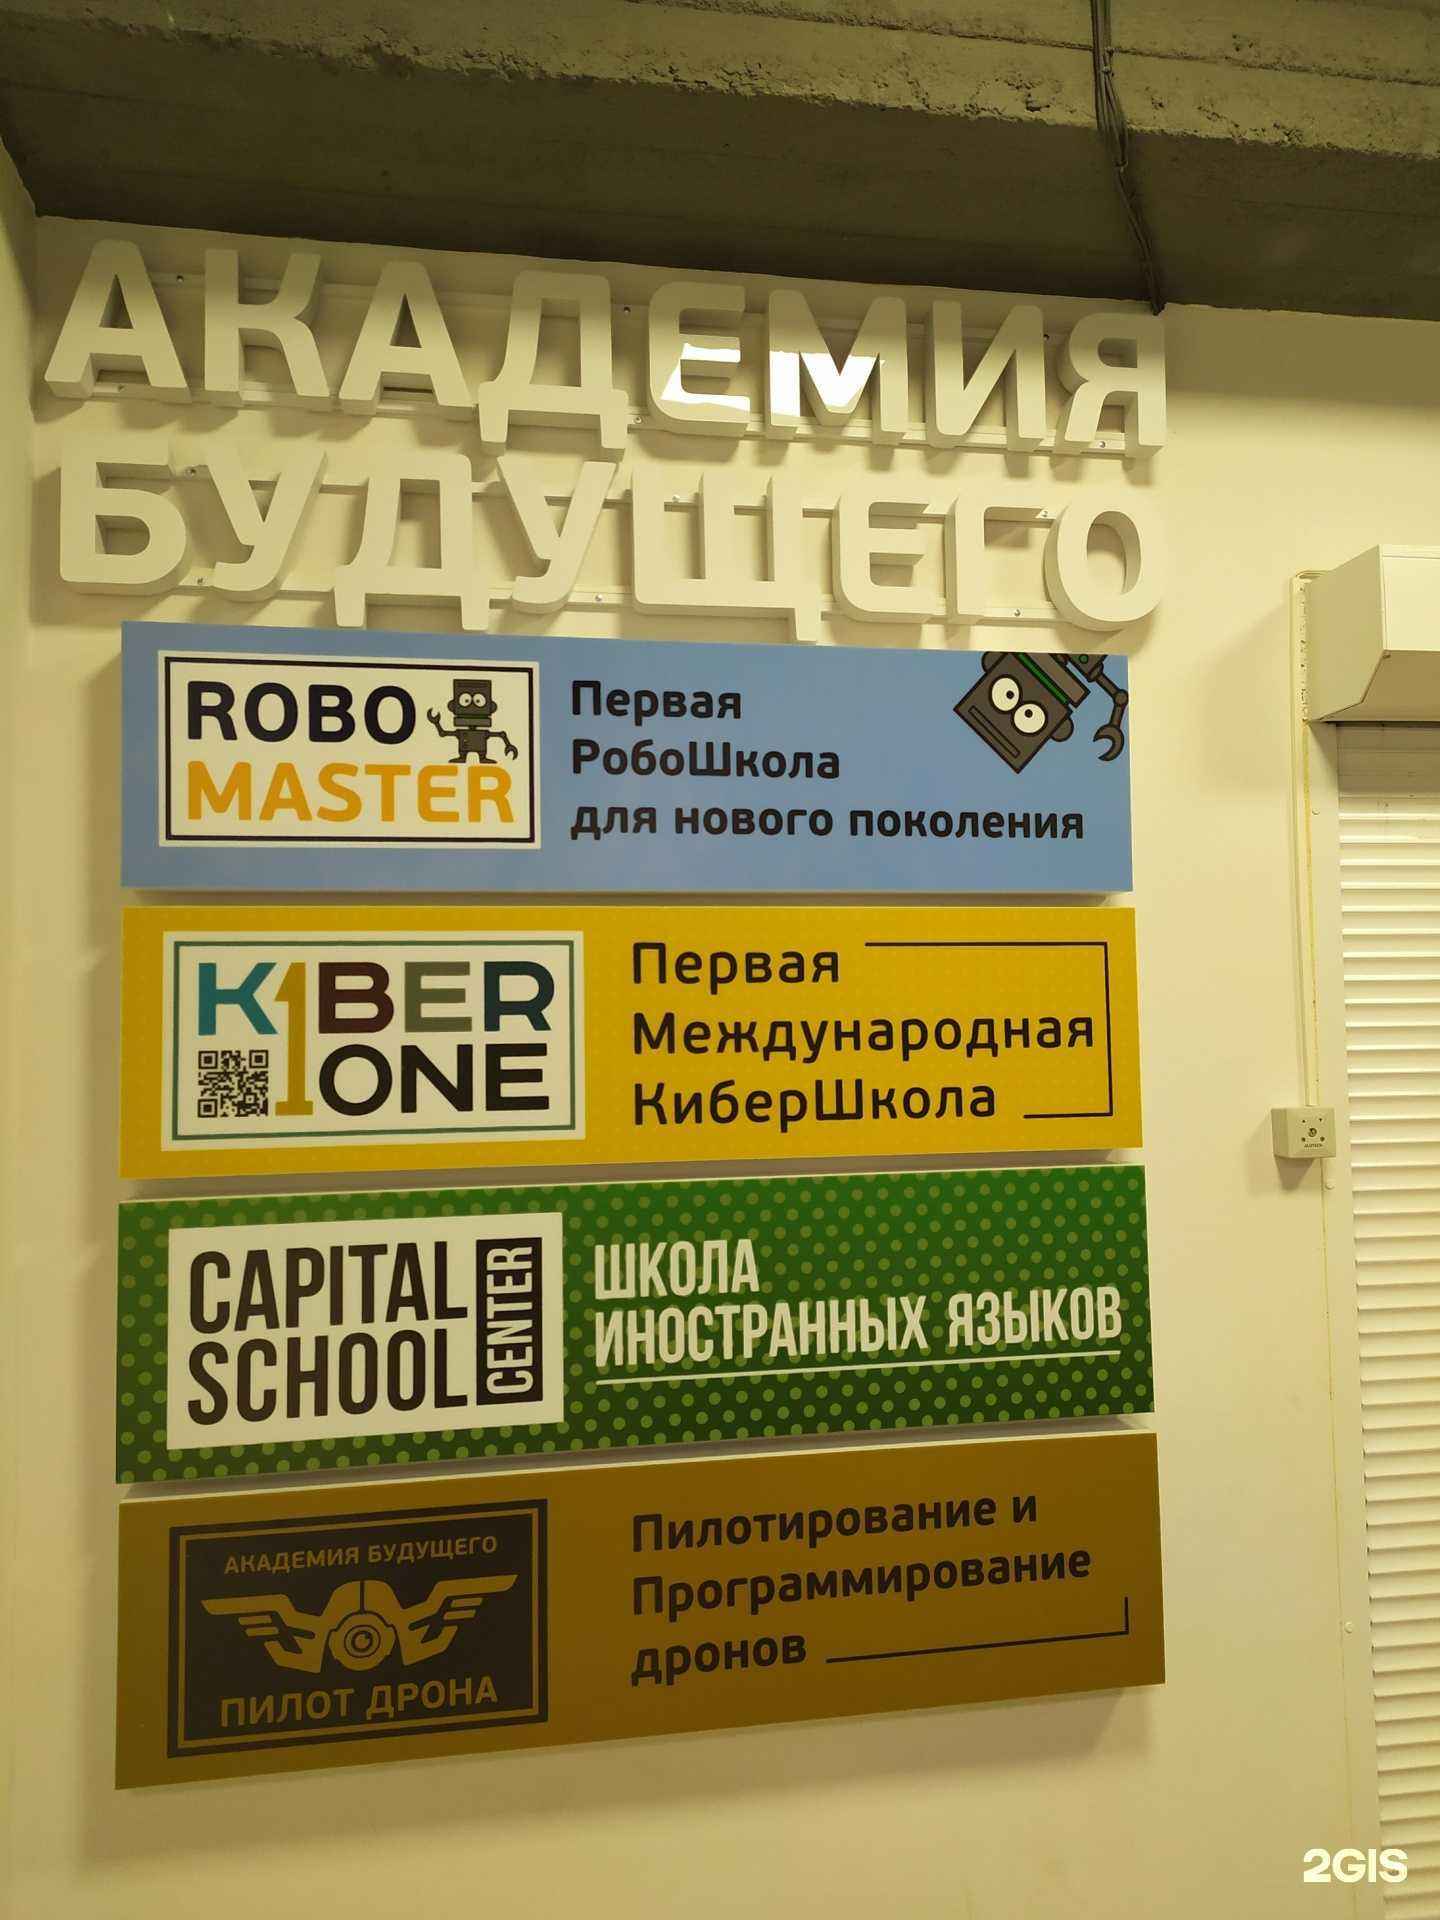 АКАДЕМИЯ
БУДУЩЕГО
ROBO
MASTER
Первая
РобоШкола
для нового поколения
K1BER
ONE
Первая
Международная
КиберШкола
CAPITAL
SCHOOL
CENTER
ШКОЛА
ИНОСТРАННЫХ ЯЗЫКОВ
АКАДЕМИЯ БУДУЩЕГО
ПИЛОТ ДРОНА
Пилотирование и
Программирование
дронов
2GIS